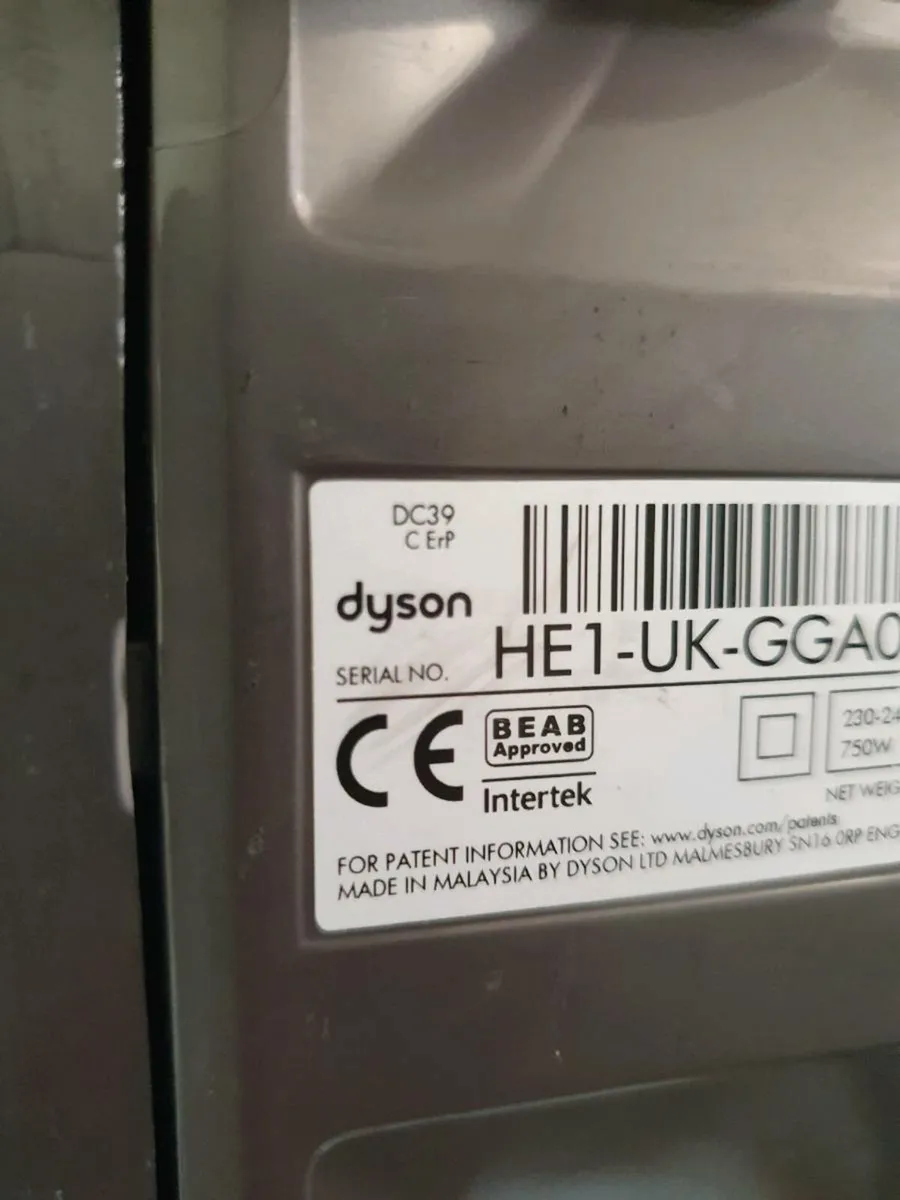 DC39
C ErP
dyson
SERIAL NO. HE1-UK-GGA0
CE
BEAB
Approved
Intertek
230-24
750W
NET WEIG
FOR PATENT INFORMATION SEE: www.dyson.com/patents
MADE IN MALAYSIA BY DYSON LTD MALMESBURY SN16 0RP ENG